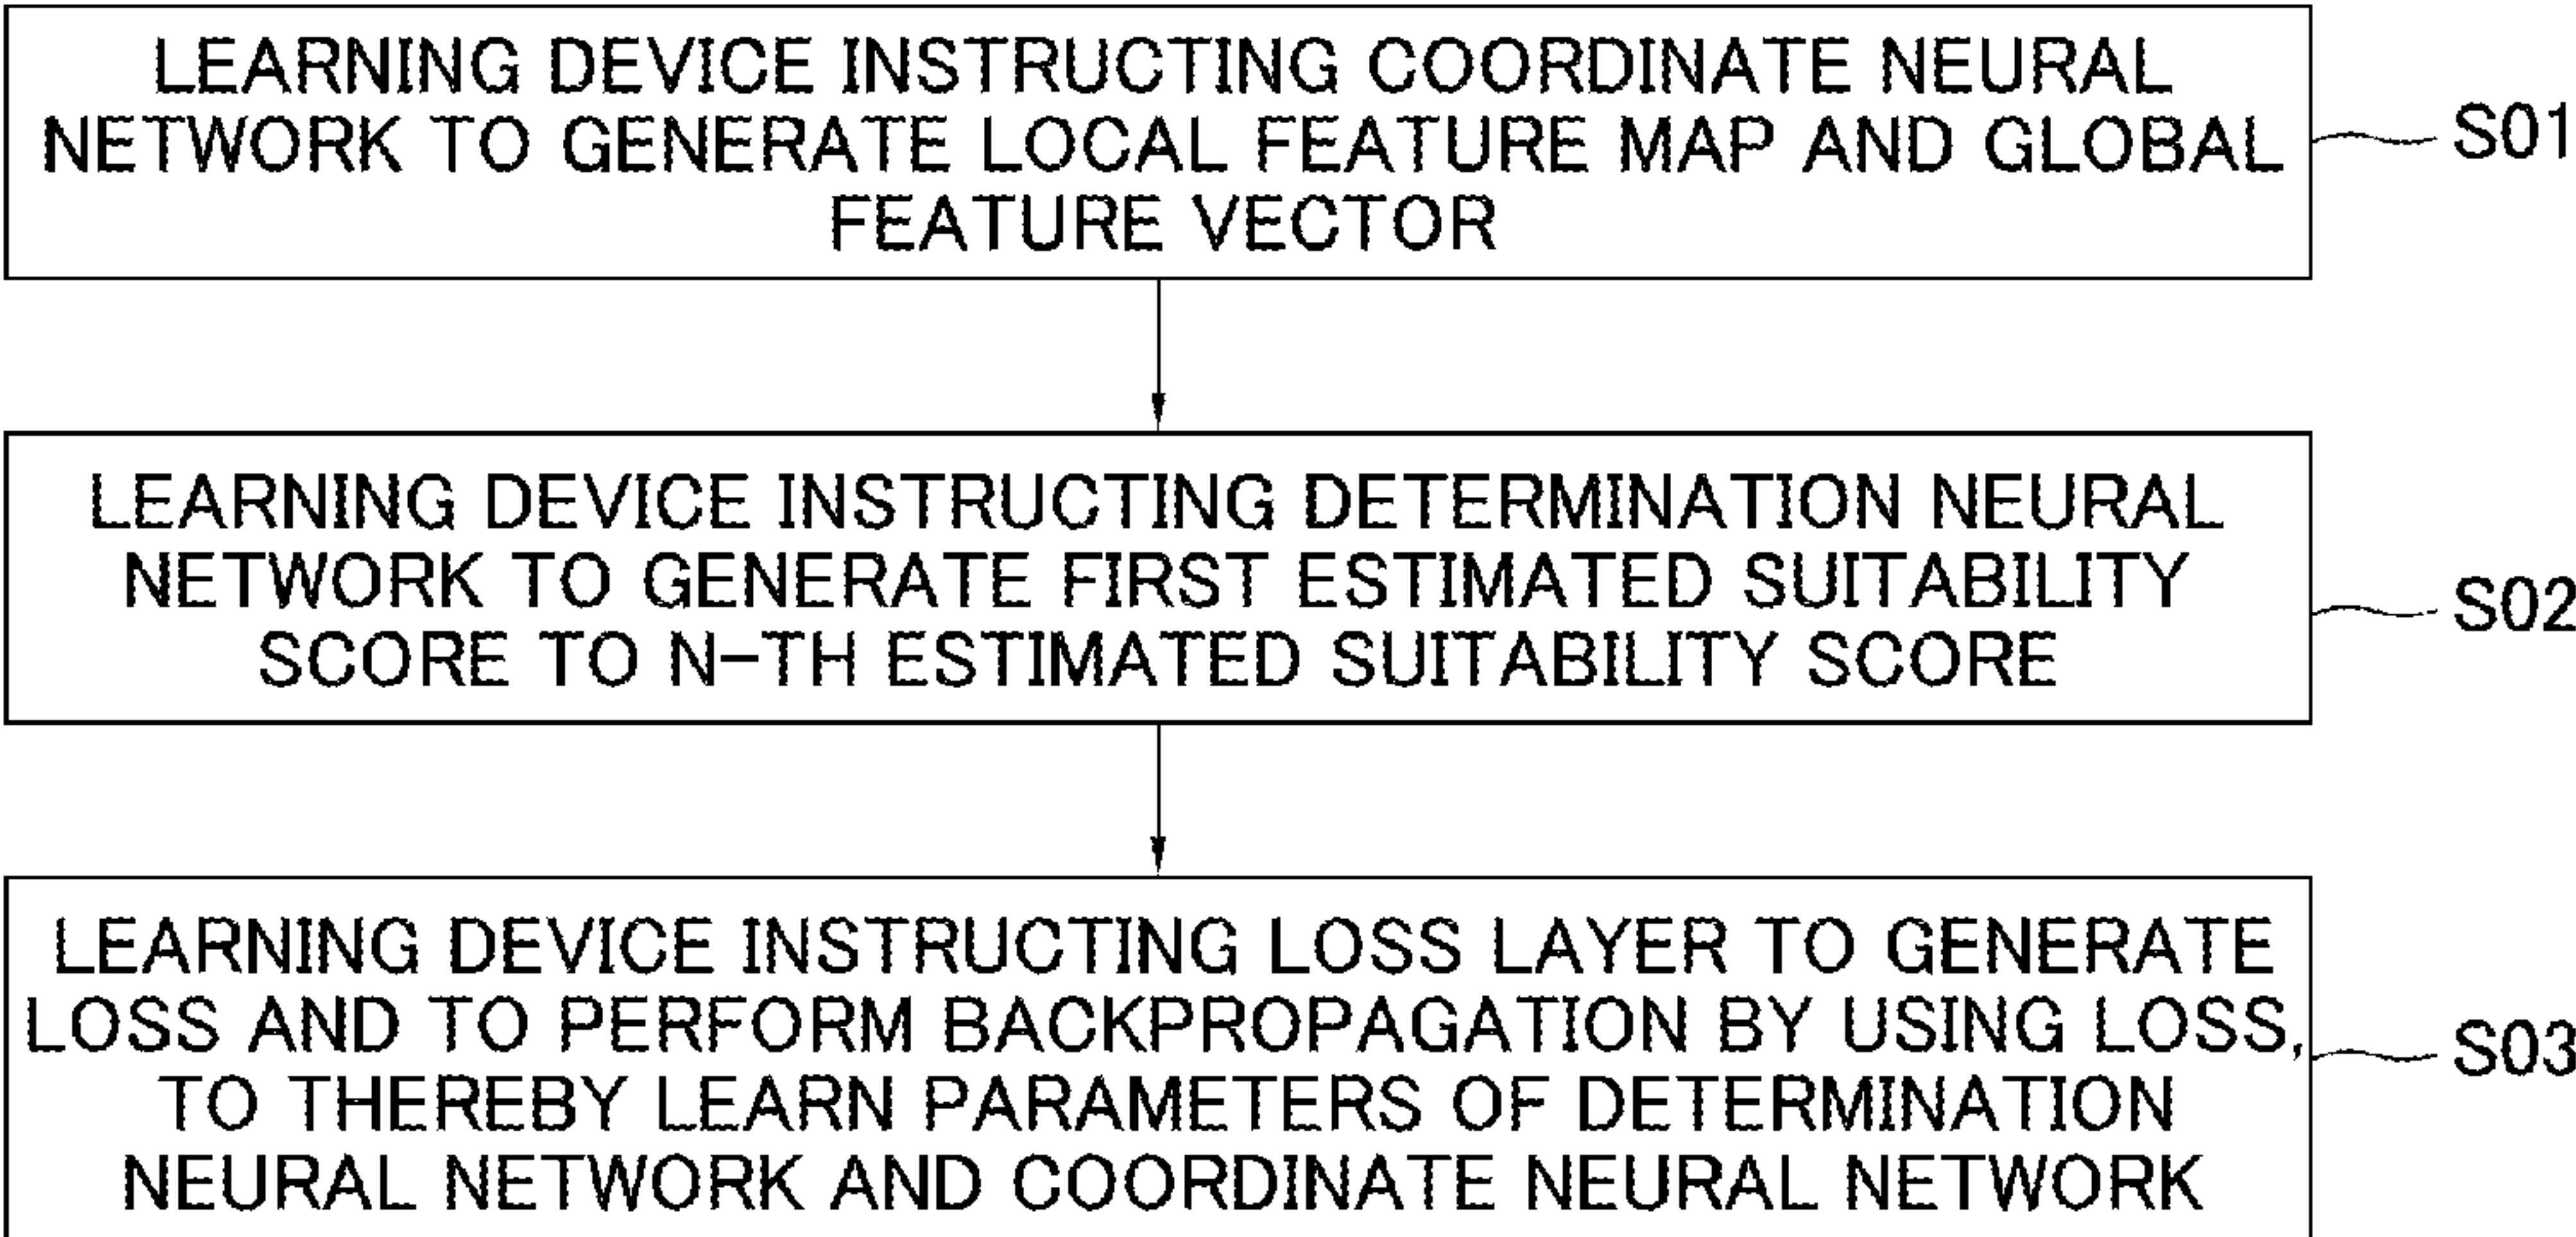 LEARNING DEVICE INSTRUCTING COORDINATE NEURAL
NETWORK TO GENERATE LOCAL FEATURE MAP AND GLOBAL
FEATURE VECTOR
S01
LEARNING DEVICE INSTRUCTING DETERMINATION NEURAL
NETWORK TO GENERATE FIRST ESTIMATED SUITABILITY
SCORE TO N-TH ESTIMATED SUITABILITY SCORE
S02
LEARNING DEVICE INSTRUCTING LOSS LAYER TO GENERATE
LOSS AND TO PERFORM BACKPROPAGATION BY USING LOSS,
TO THEREBY LEARN PARAMETERS OF DETERMINATION
NEURAL NETWORK AND COORDINATE NEURAL NETWORK
S03